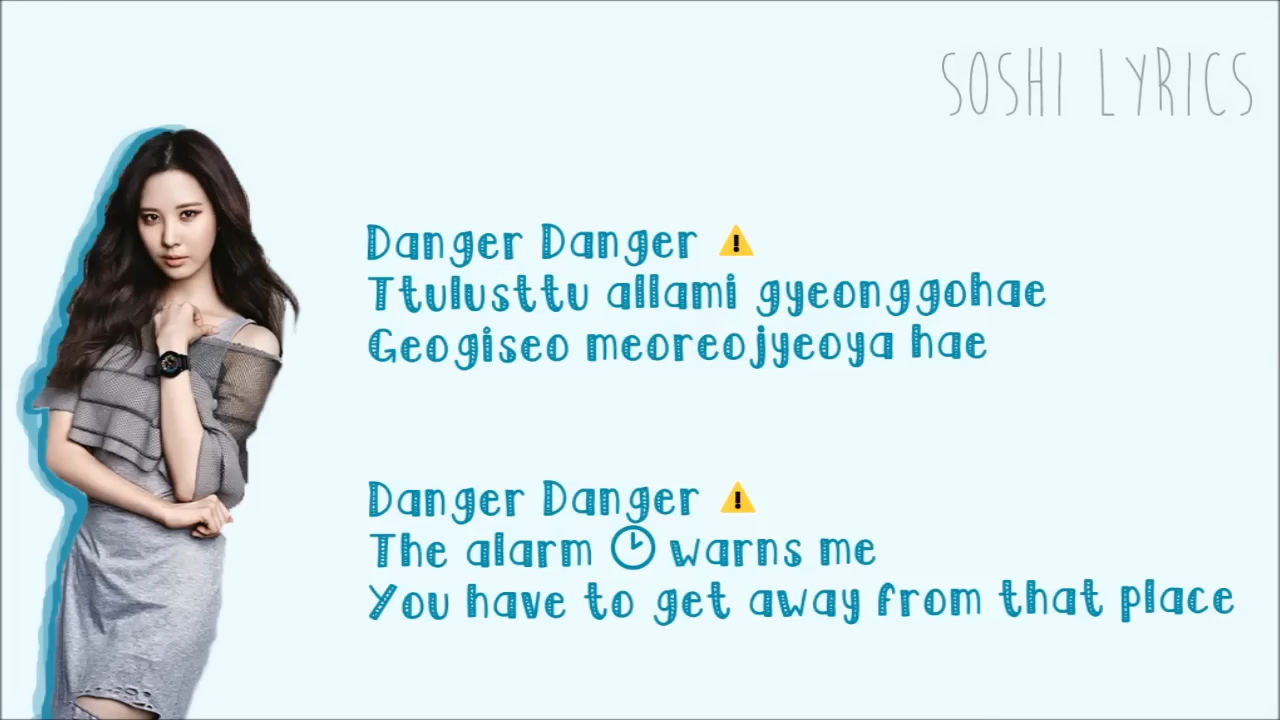 SOSHI LYRICS
Danger Danger ⚠
Ttulusttu allami gyeonggohae
Geogiseo meoreojyeoya hae
Danger Danger ⚠
The alarm 🕒 warns me
You have to get away from that place